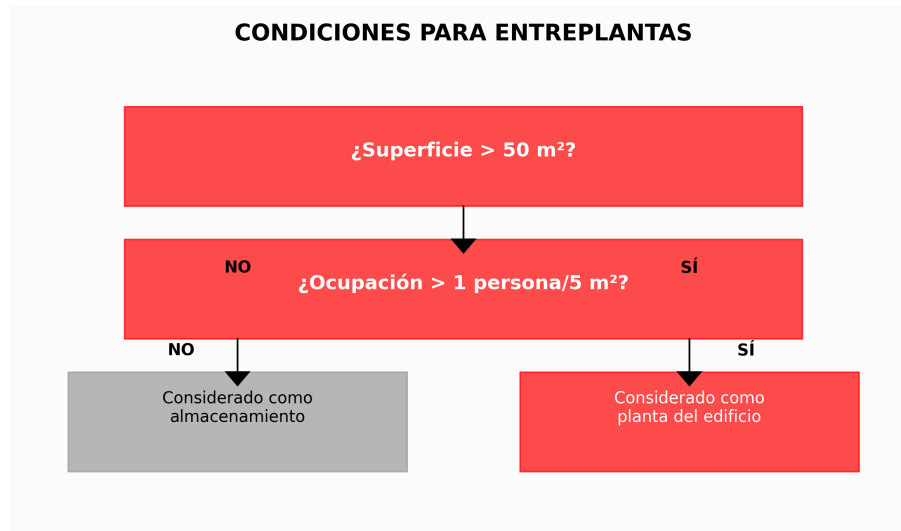 CONDICIONES PARA ENTREPLANTAS
¿Superficie > 50 m²?
NO
SÍ
¿Ocupación > 1 persona/5 m²?
NO
SÍ
Considerado como
almacenamiento
Considerado como
planta del edificio